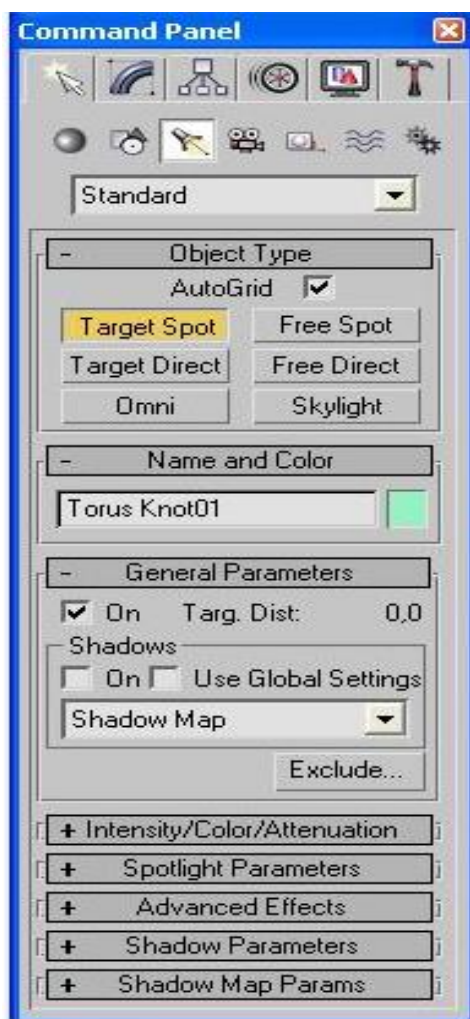 Command Panel
Standard
- Object Type
AutoGrid
Target Spot Free Spot
Target Direct Free Direct
Omni Skylight
- Name and Color
Torus Knot01
- General Parameters
On Targ. Dist: 0,0
Shadows
On Use Global Settings
Shadow Map
Exclude...
+ Intensity/Color/Attenuation
+ Spotlight Parameters
+ Advanced Effects
+ Shadow Parameters
+ Shadow Map Params